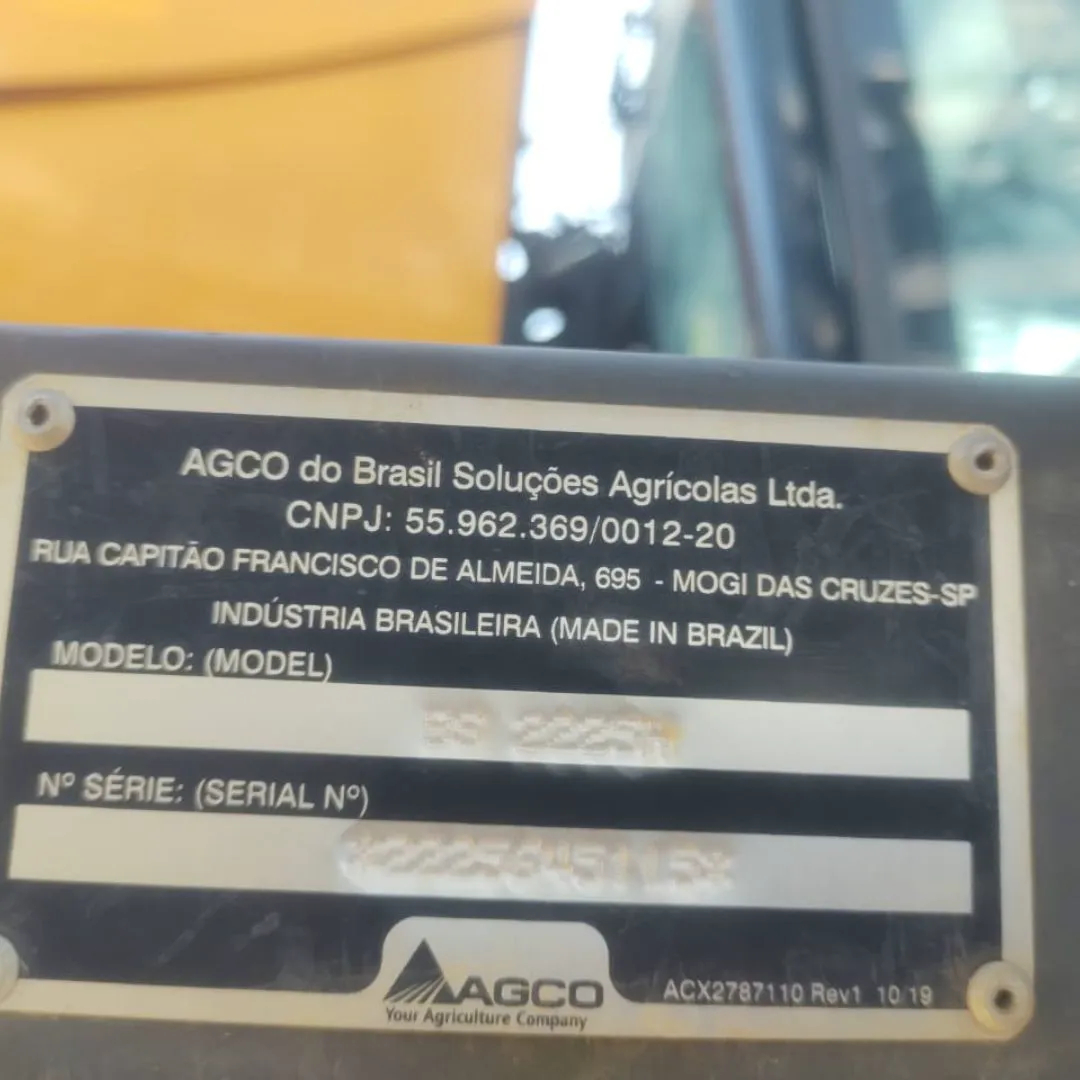 AGCO do Brasil Soluções Agrícolas Ltda.
CNPJ: 55.962.369/0012-20
RUA CAPITÃO FRANCISCO DE ALMEIDA, 695 - MOGI DAS CRUZES-SP
INDÚSTRIA BRASILEIRA (MADE IN BRAZIL)
MODELO: (MODEL)
Nº SÉRIE: (SERIAL Nº)
AGCO
Your Agriculture Company
ACX2787110 Rev1 10/19